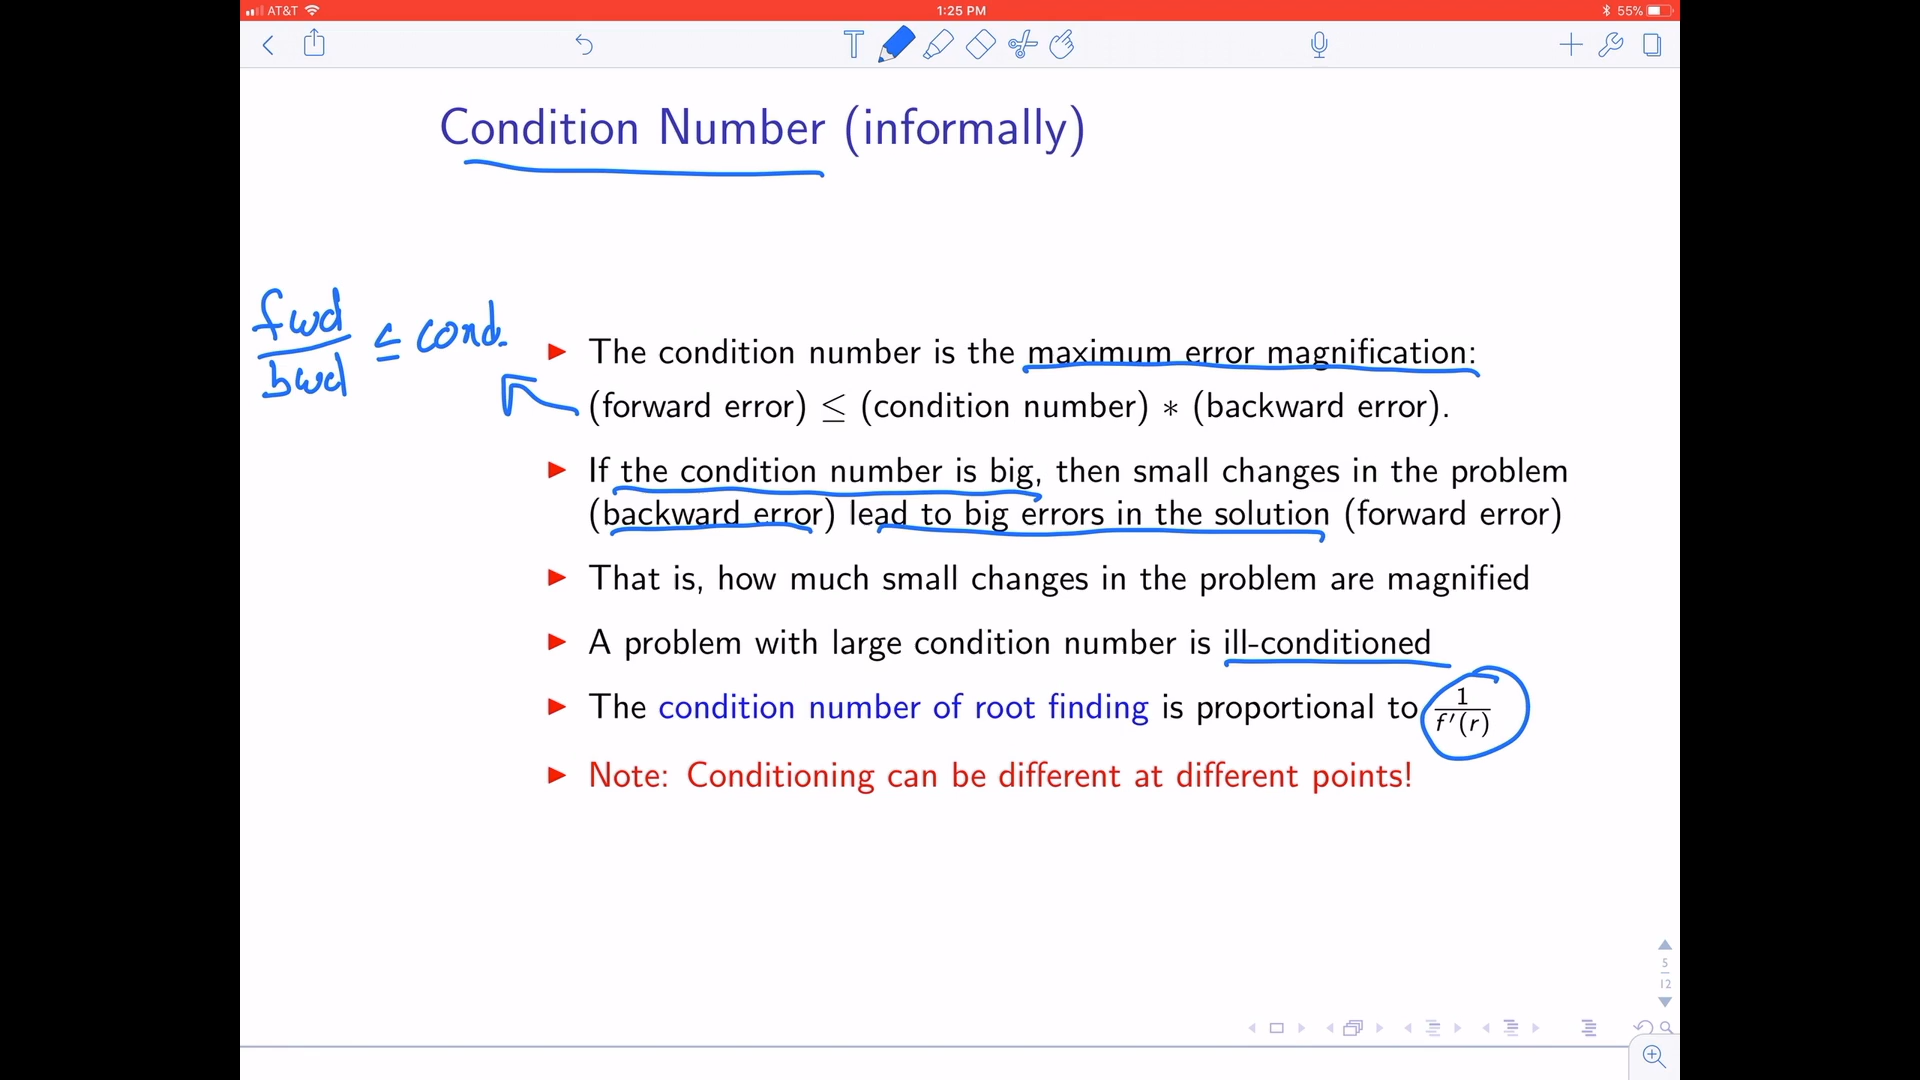 AT&T
1:25 PM
55%
T
Condition Number (informally)
fwd
bwd
≤ cond.
► The condition number is the maximum error magnification:
(forward error) ≤ (condition number) ∗ (backward error).
► If the condition number is big, then small changes in the problem
(backward error) lead to big errors in the solution (forward error)
► That is, how much small changes in the problem are magnified
► A problem with large condition number is ill-conditioned
► The condition number of root finding is proportional to 1/f′(r)
► Note: Conditioning can be different at different points!
5
12